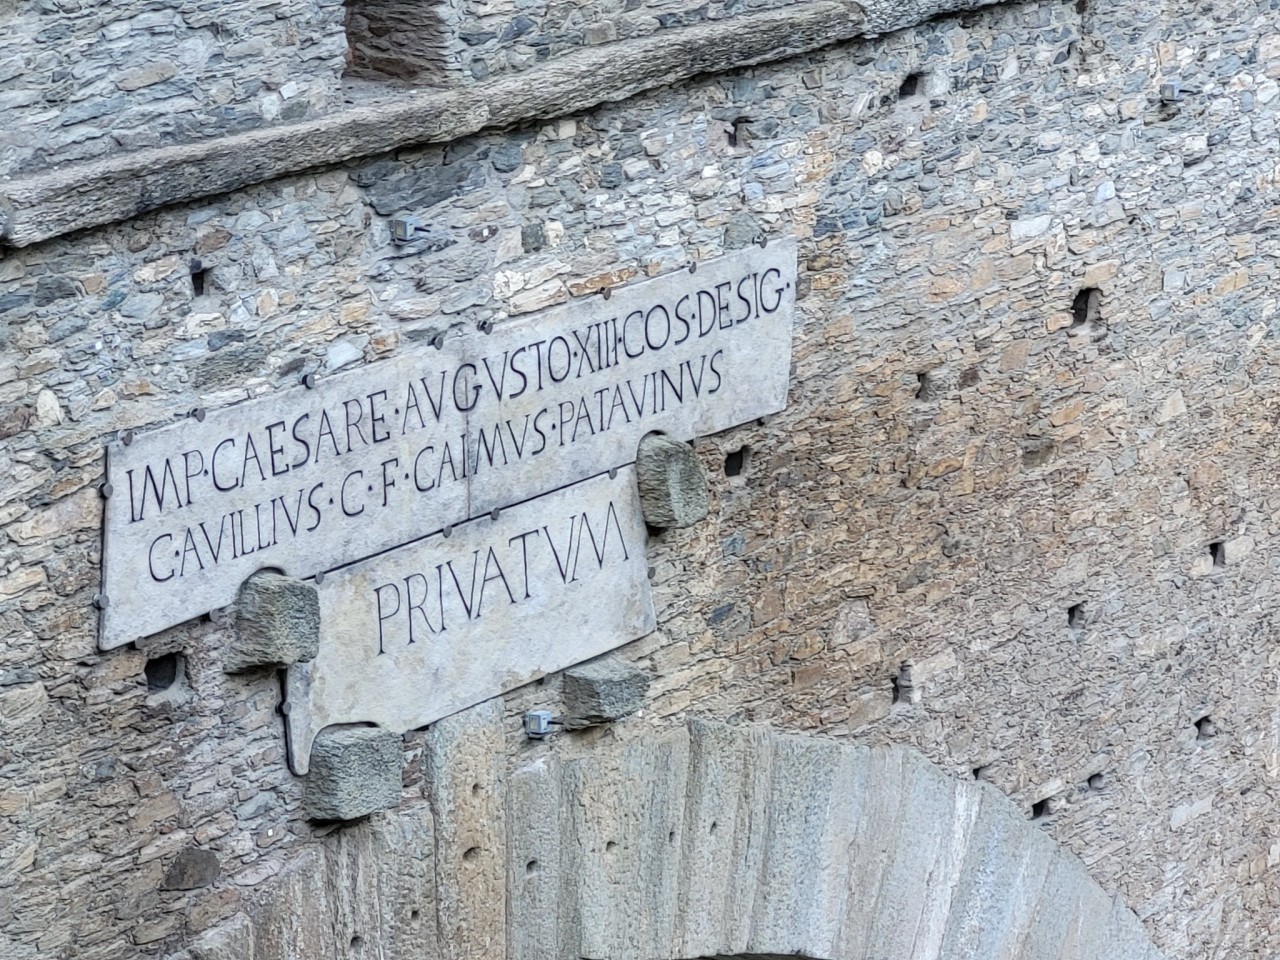 IMP·CAESARE·AVGVSTO·XIII·COS·DESIG·
C·AVILLIVS·C·F·CAIMVS·PATAVINVS
PRIVATVM